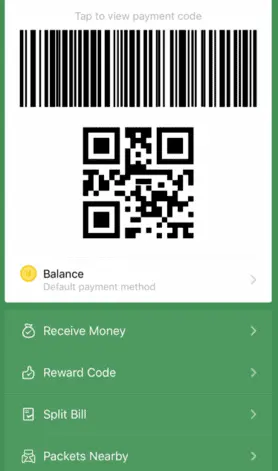 Tap to view payment code
Balance
Default payment method
Receive Money
Reward Code
Split Bill
Packets Nearby